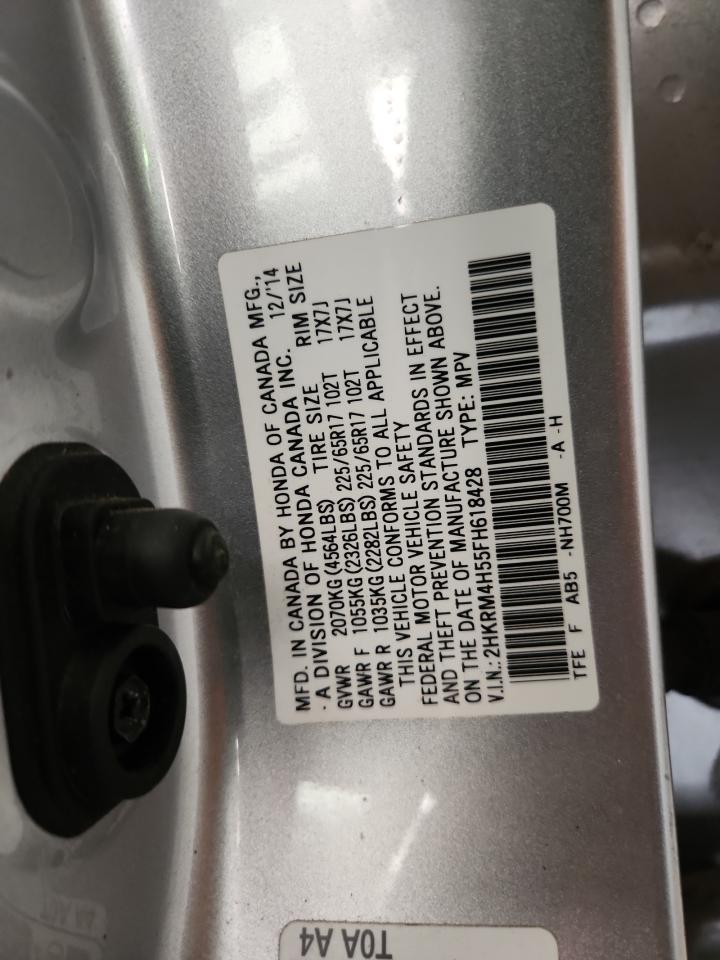 MFD. IN CANADA BY HONDA OF CANADA MFG.,
- A DIVISION OF HONDA CANADA INC. 12/'14
TIRE SIZE RIM SIZE
GVWR 2070KG(4564LBS)
GAWR F 1055KG(2326LBS) 225/65R17 102T 17X7J
GAWR R 1035KG(2282LBS) 225/65R17 102T 17X7J
THIS VEHICLE CONFORMS TO ALL APPLICABLE
FEDERAL MOTOR VEHICLE SAFETY
AND THEFT PREVENTION STANDARDS IN EFFECT
ON THE DATE OF MANUFACTURE SHOWN ABOVE.
V.I.N.: 2HKRM4H55FH618428 TYPE: MPV
TFE F AB5 -NH700M -A -H
T0A A4